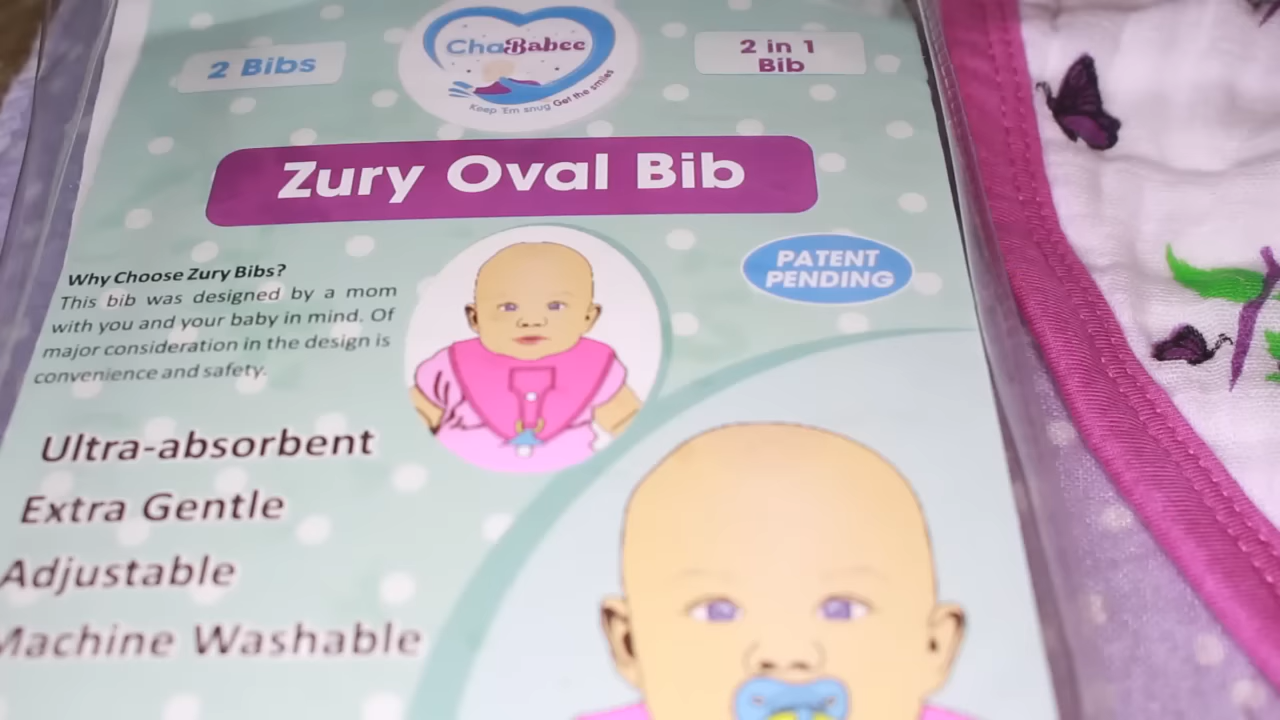 ChaBabee
Keep 'Em snug Get the smiles
2 Bibs
2 in 1
Bib
Zury Oval Bib
PATENT
PENDING
Why Choose Zury Bibs?
This bib was designed by a mom
with you and your baby in mind. Of
major consideration in the design is
convenience and safety.
Ultra-absorbent
Extra Gentle
Adjustable
Machine Washable